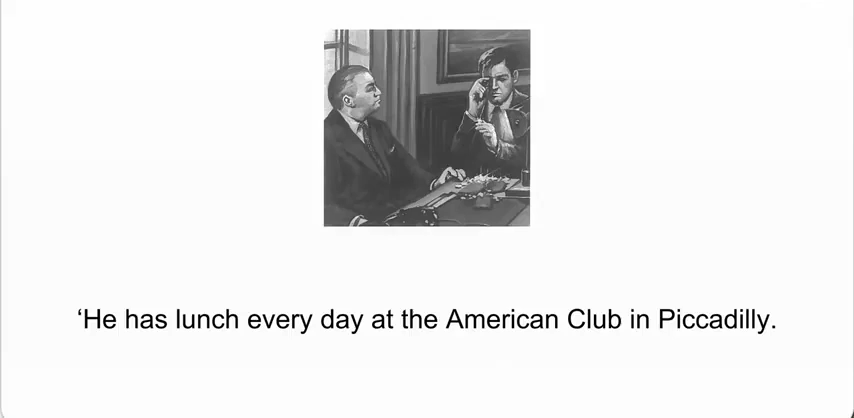 ‘He has lunch every day at the American Club in Piccadilly.